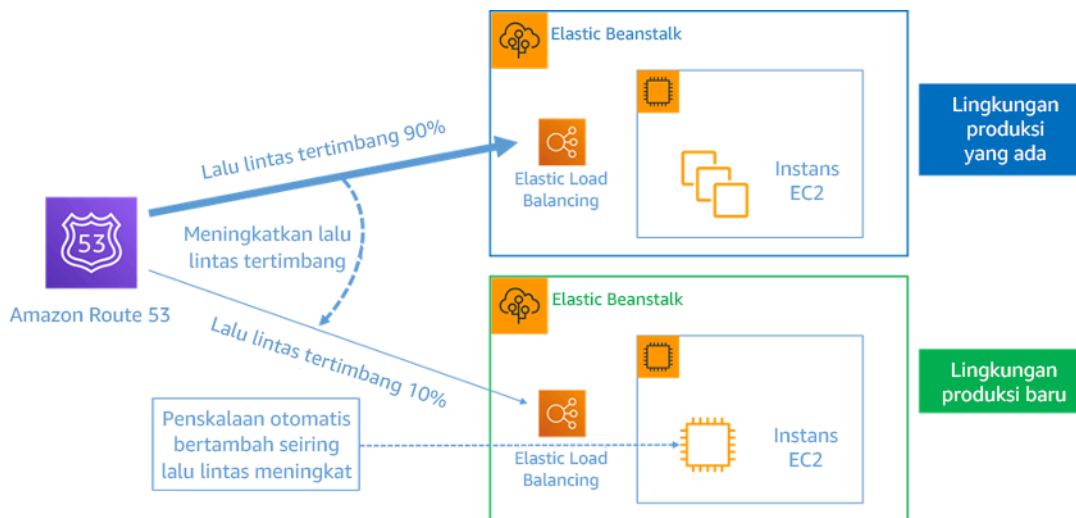 Elastic Beanstalk
Lalu lintas tertimbang 90%
Elastic Load
Balancing
Instans
EC2
Lingkungan
produksi
yang ada
53
Amazon Route 53
Meningkatkan lalu
lintas tertimbang
Lalu lintas tertimbang 10%
Elastic Beanstalk
Penskalaan otomatis
bertambah seiring
lalu lintas meningkat
Elastic Load
Balancing
Instans
EC2
Lingkungan
produksi baru